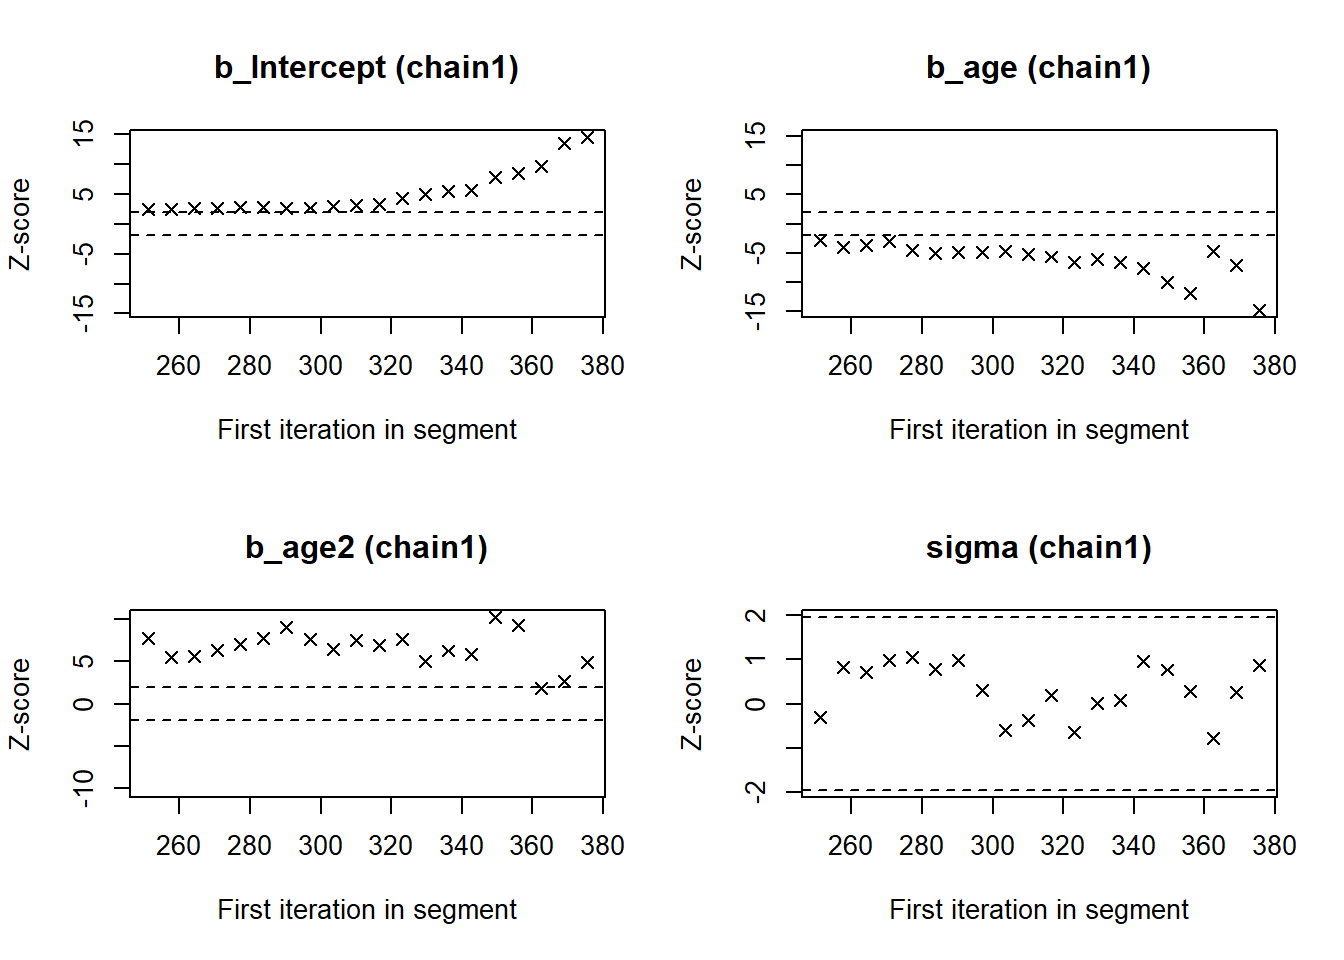 b_Intercept (chain1)
Z-score
15
5
-5
-15
260 280 300 320 340 360 380
First iteration in segment
b_age (chain1)
Z-score
15
5
-5
-15
260 280 300 320 340 360 380
First iteration in segment
b_age2 (chain1)
Z-score
5
0
-10
260 280 300 320 340 360 380
First iteration in segment
sigma (chain1)
Z-score
2
1
0
-2
260 280 300 320 340 360 380
First iteration in segment